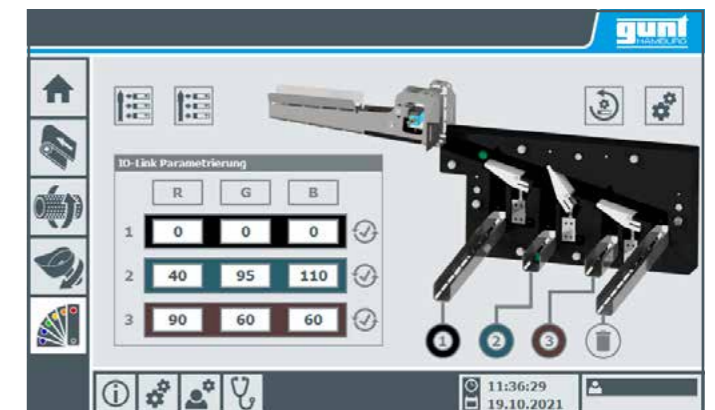 gunt
HAMBURG
IO-Link Parametrierung
R G B
1 0 0 0
2 40 95 110
3 90 60 60
1 2 3
11:36:29
19.10.2021